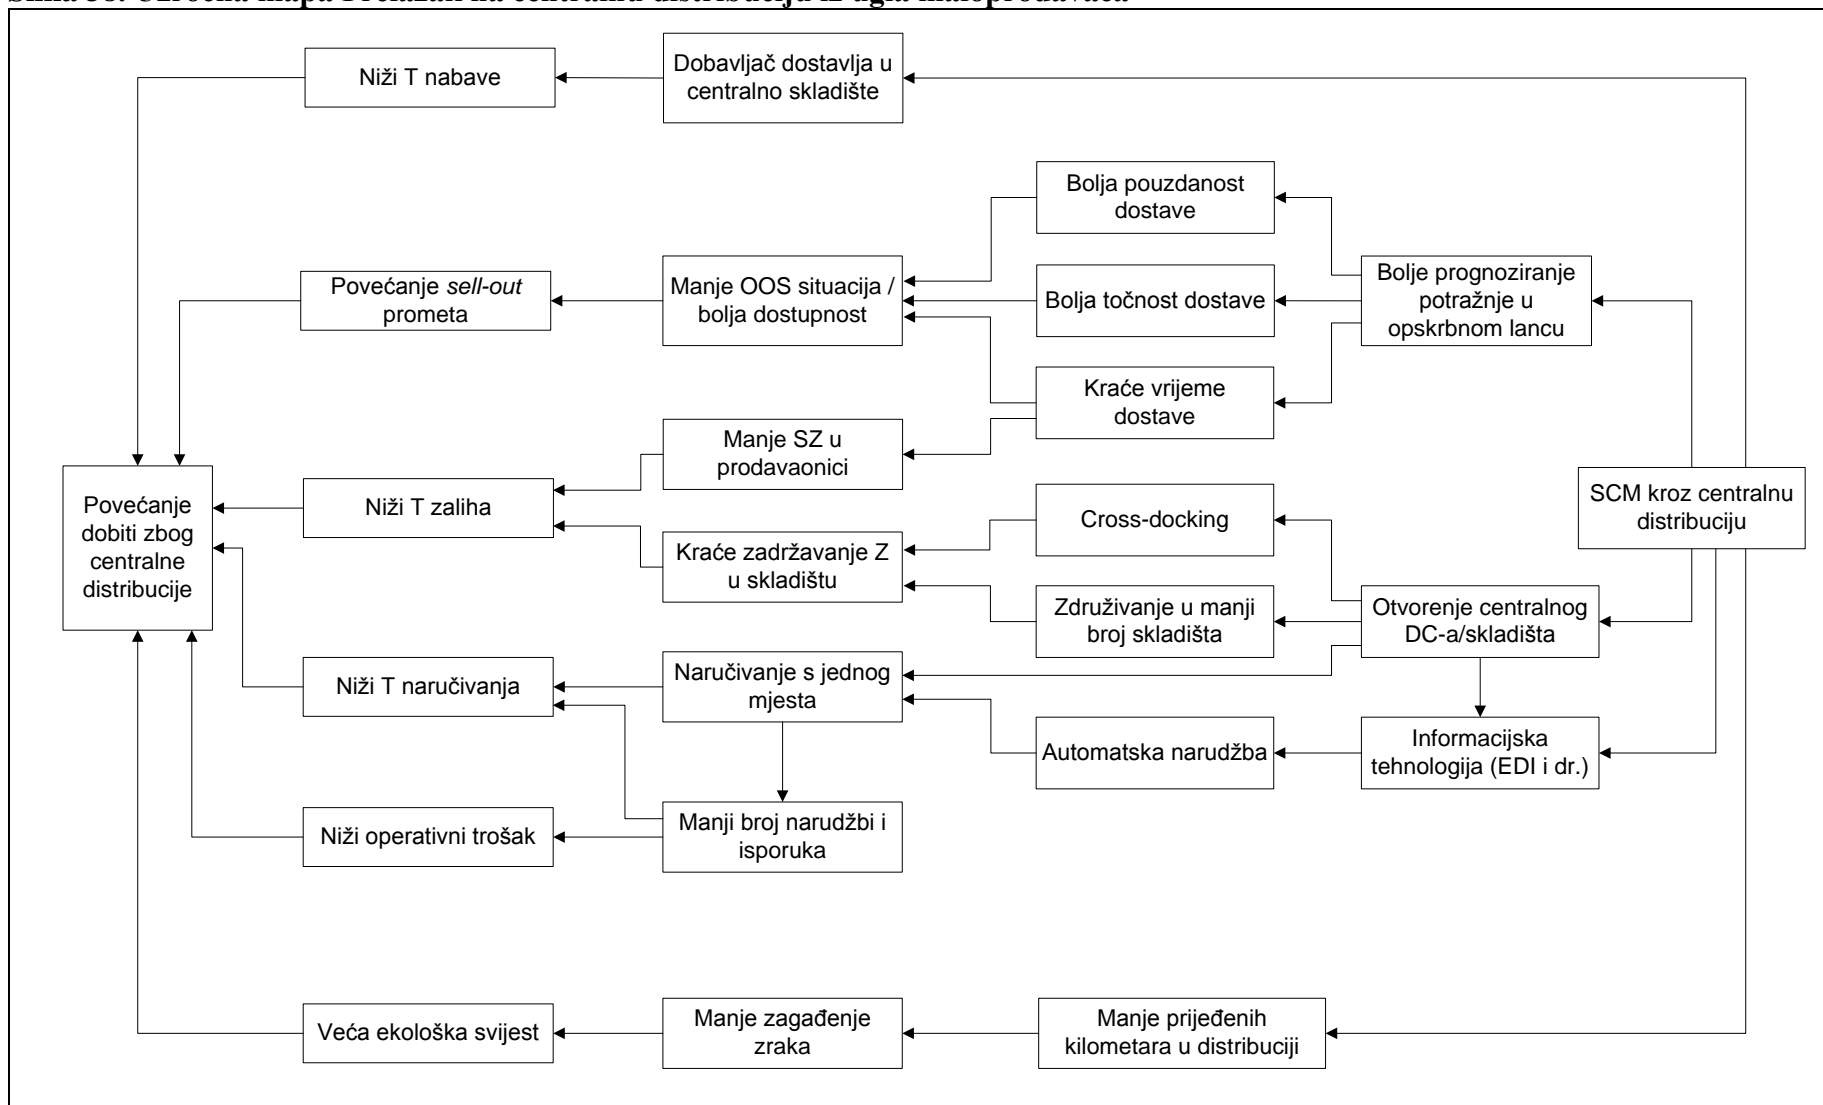 Niži T nabave
Dobavljač dostavlja u
centralno skladište
Bolja pouzdanost
dostave
Povećanje sell-out
prometa
Manje OOS situacija /
bolja dostupnost
Bolja točnost dostave
Bolje prognoziranje
potražnje u
opskrbnom lancu
Kraće vrijeme
dostave
Manje SZ u
prodavaonici
Povećanje
dobiti zbog
centralne
distribucije
Niži T zaliha
Kraće zadržavanje Z
u skladištu
Cross-docking
SCM kroz centralnu
distribuciju
Združivanje u manji
broj skladišta
Otvorenje centralnog
DC-a/skladišta
Niži T naručivanja
Naručivanje s jednog
mjesta
Automatska narudžba
Informacijska
tehnologija (EDI i dr.)
Niži operativni trošak
Manji broj narudžbi i
isporuka
Veća ekološka svijest
Manje zagađenje
zraka
Manje prijeđenih
kilometara u distribuciji